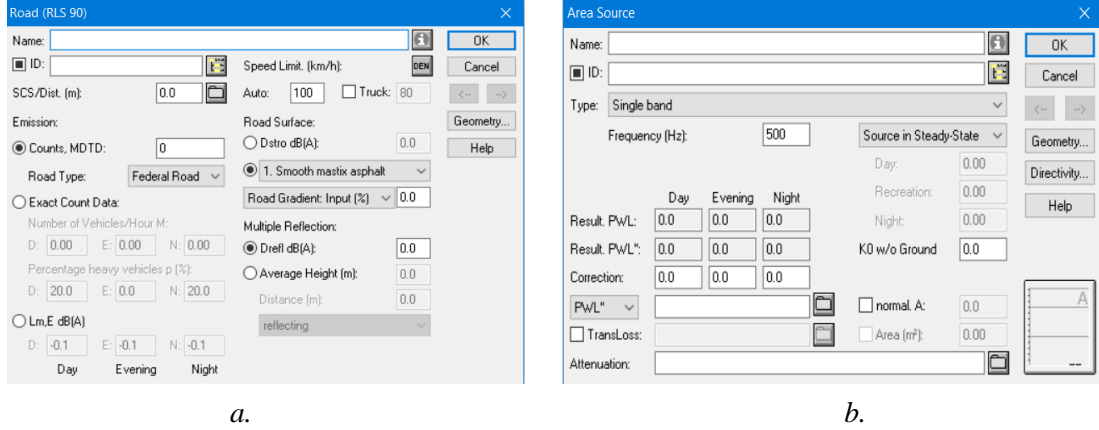 Road (RLS 90)
Name:
OK
ID:
Speed Limit. (km/h):
DEN
Cancel
SCS/Dist. (m):
0.0
Auto:
100
Truck:
80
<--
-->
Emission:
Road Surface:
Geometry...
Counts, MDTD:
0
Dstro dB(A):
0.0
Help
Road Type:
Federal Road
1. Smooth mastix asphalt
Exact Count Data:
Road Gradient: Input (%)
0.0
Number of Vehicles/Hour M:
Multiple Reflection:
D: 0.00 E: 0.00 N: 0.00
Drefl dB(A):
0.0
Percentage heavy vehicles p (%):
Average Height (m):
0.0
D: 20.0 E: 0.0 N: 20.0
Distance (m):
0.0
Lm,E dB(A)
reflecting
D: -0.1 E: -0.1 N: -0.1
Day Evening Night
a.
Area Source
Name:
OK
ID:
Cancel
Type: Single band
<--
-->
Frequency (Hz):
500
Source in Steady-State
Geometry...
Day:
0.00
Directivity...
Recreation:
0.00
Day Evening Night
Help
Result. PWL: 0.0 0.0 0.0
Night:
0.00
Result. PWL": 0.0 0.0 0.0
K0 w/o Ground
0.0
Correction: 0.0 0.0 0.0
PWL"
normal. A:
0.0
A
TransLoss:
Area (m²):
0.00
Attenuation:
--
b.